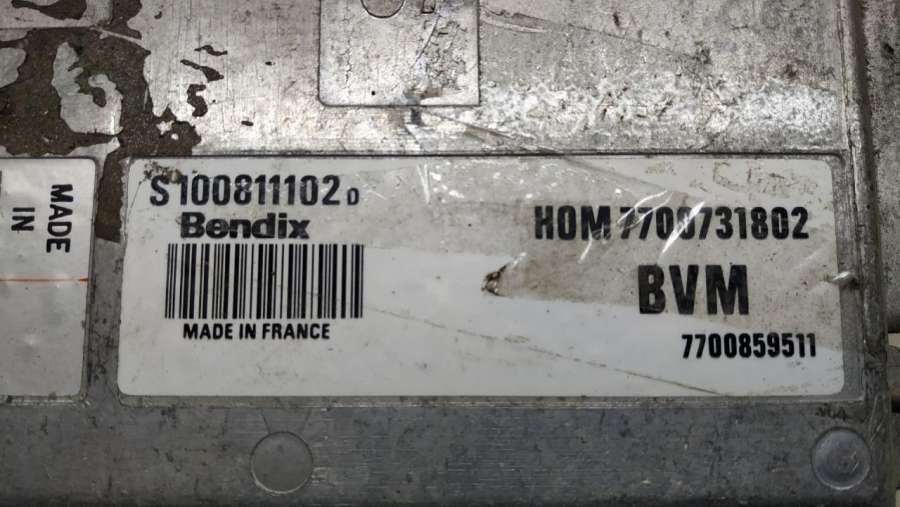 MADE
IN
S100811102 D
Bendix
MADE IN FRANCE
HOM 7700731802
BVM
7700859511